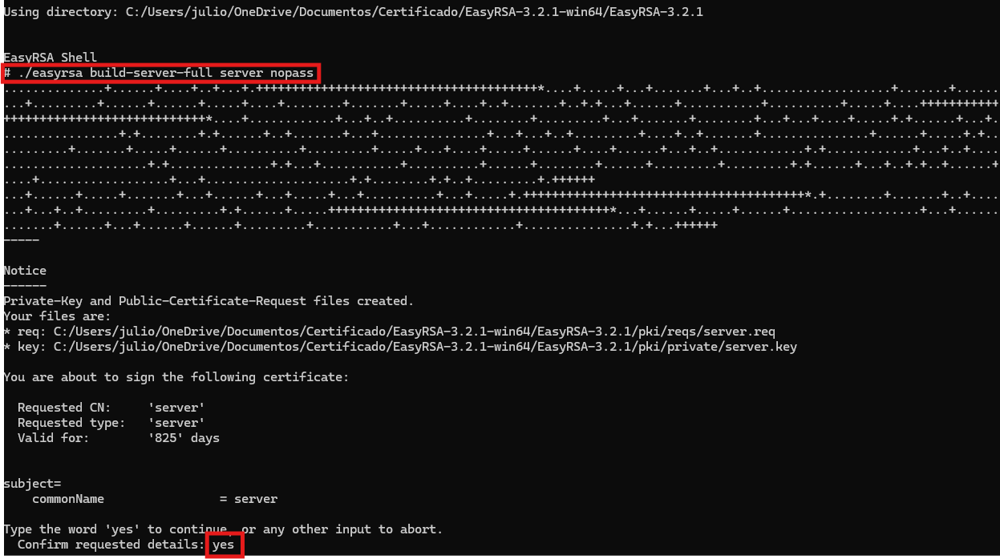 Using directory: C:/Users/julio/OneDrive/Documentos/Certificado/EasyRSA-3.2.1-win64/EasyRSA-3.2.1
EasyRSA Shell
# ./easyrsa build-server-full server nopass
-----
Notice
------
Private-Key and Public-Certificate-Request files created.
Your files are:
* req: C:/Users/julio/OneDrive/Documentos/Certificado/EasyRSA-3.2.1-win64/EasyRSA-3.2.1/pki/reqs/server.req
* key: C:/Users/julio/OneDrive/Documentos/Certificado/EasyRSA-3.2.1-win64/EasyRSA-3.2.1/pki/private/server.key
You are about to sign the following certificate:
Requested CN: 'server'
Requested type: 'server'
Valid for: '825' days
subject=
commonName = server
Type the word 'yes' to continue, or any other input to abort.
Confirm requested details: yes